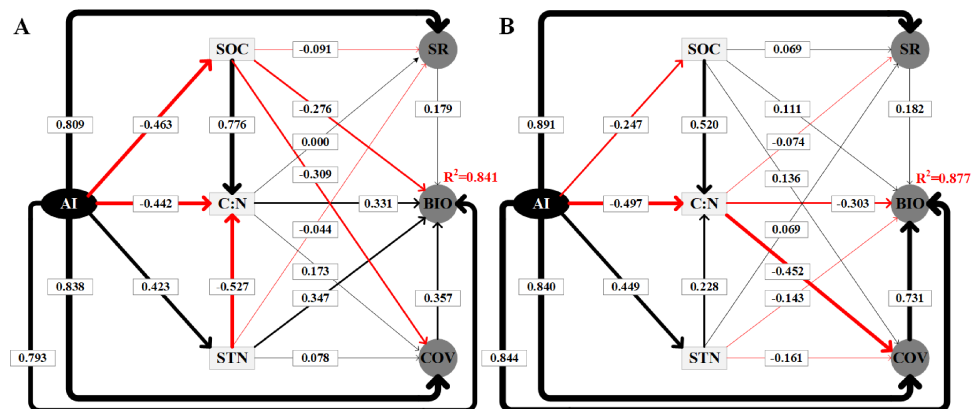 A
SOC
-0.091
SR
-0.276
0.179
0.809
-0.463
0.776
0.000
-0.309
R²=0.841
AI
-0.442
C:N
0.331
BIO
-0.044
0.173
0.838
0.423
-0.527
0.347
0.357
STN
0.078
COV
0.793
B
SOC
0.069
SR
0.111
0.182
0.891
-0.247
0.520
-0.074
0.136
R²=0.877
AI
-0.497
C:N
-0.303
BIO
0.069
-0.452
0.840
0.449
0.228
-0.143
0.731
STN
-0.161
COV
0.844